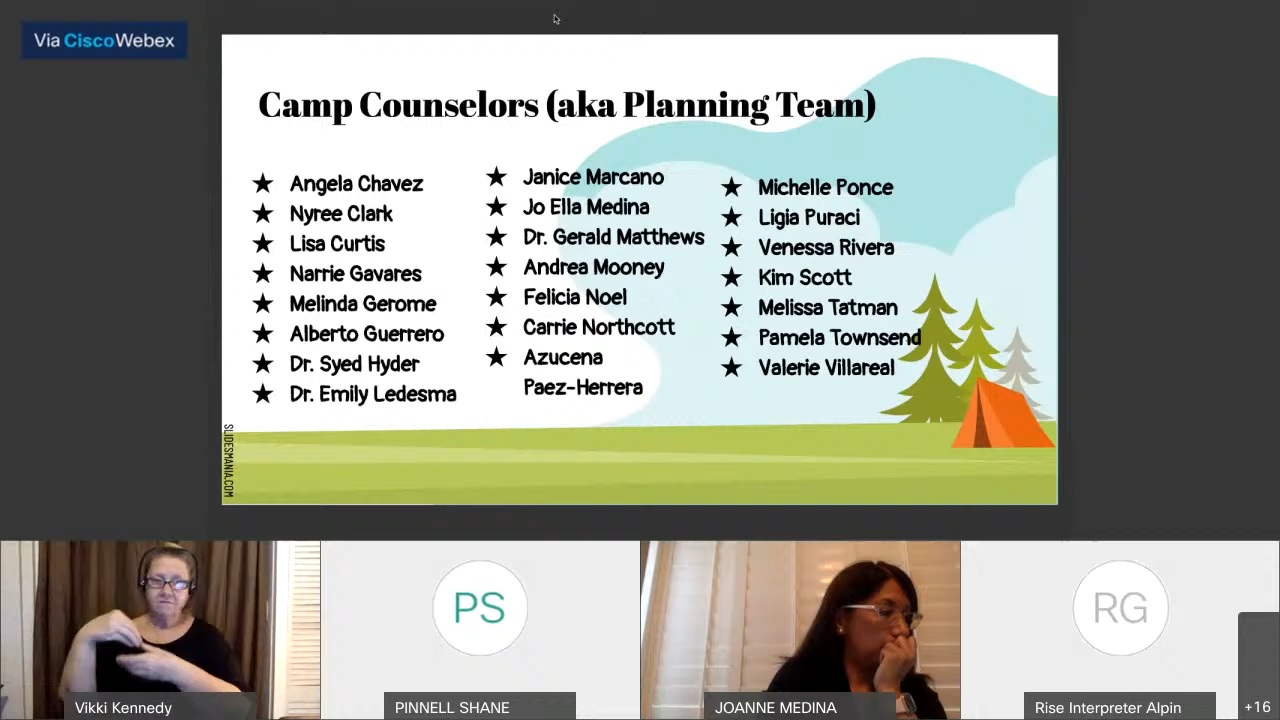 Via Cisco Webex
Camp Counselors (aka Planning Team)
★ Angela Chavez
★ Nyree Clark
★ Lisa Curtis
★ Narrie Gavares
★ Melinda Gerome
★ Alberto Guerrero
★ Dr. Syed Hyder
★ Dr. Emily Ledesma
★ Janice Marcano
★ Jo Ella Medina
★ Dr. Gerald Matthews
★ Andrea Mooney
★ Felicia Noel
★ Carrie Northcott
★ Azucena
Paez-Herrera
★ Michelle Ponce
★ Ligia Puraci
★ Venessa Rivera
★ Kim Scott
★ Melissa Tatman
★ Pamela Townsend
★ Valerie Villareal
SLIDESMANIA.COM
PS
RG
Vikki Kennedy
PINNELL SHANE
JOANNE MEDINA
Rise Interpreter Alpin
+16